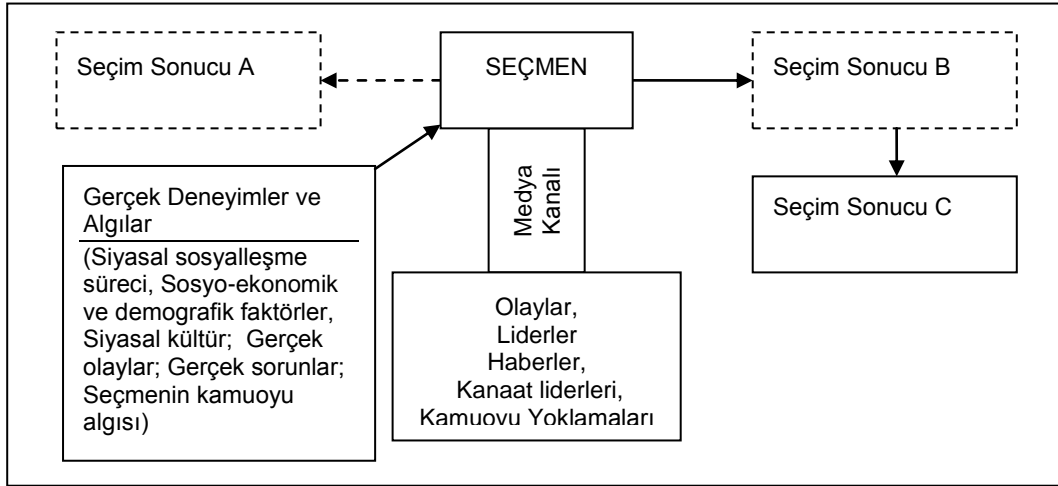 Seçim Sonucu A
SEÇMEN
Seçim Sonucu B
Gerçek Deneyimler ve
Algılar
(Siyasal sosyalleşme
süreci, Sosyo-ekonomik
ve demografik faktörler,
Siyasal kültür; Gerçek
olaylar; Gerçek sorunlar;
Seçmenin kamuoyu
algısı)
Medya
Kanalı
Seçim Sonucu C
Olaylar,
Liderler
Haberler,
Kanaat liderleri,
Kamuoyu Yoklamaları